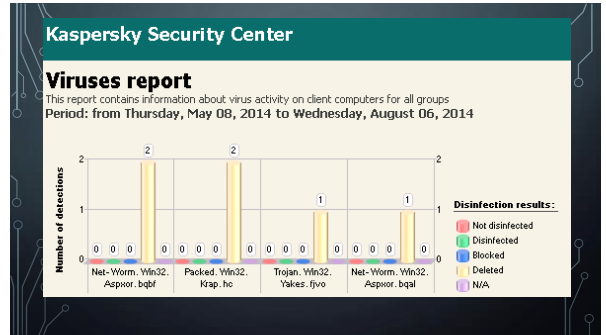 Kaspersky Security Center
Viruses report
This report contains information about virus activity on client computers for all groups
Period: from Thursday, May 08, 2014 to Wednesday, August 06, 2014
Number of detections
2
1
0
0 0 0 2 0
0 0 0 2 0
0 0 0 1 0
0 0 0 1 0
2
1
0
Net-Worm.Win32.
Aspxor.bqbf
Packed.Win32.
Krap.hc
Trojan.Win32.
Yakes.fjvo
Net-Worm.Win32.
Aspxor.bqal
Disinfection results:
Not disinfected
Disinfected
Blocked
Deleted
N/A